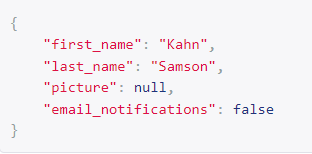 {
    "first_name": "Kahn",
    "last_name": "Samson",
    "picture": null,
    "email_notifications": false
}